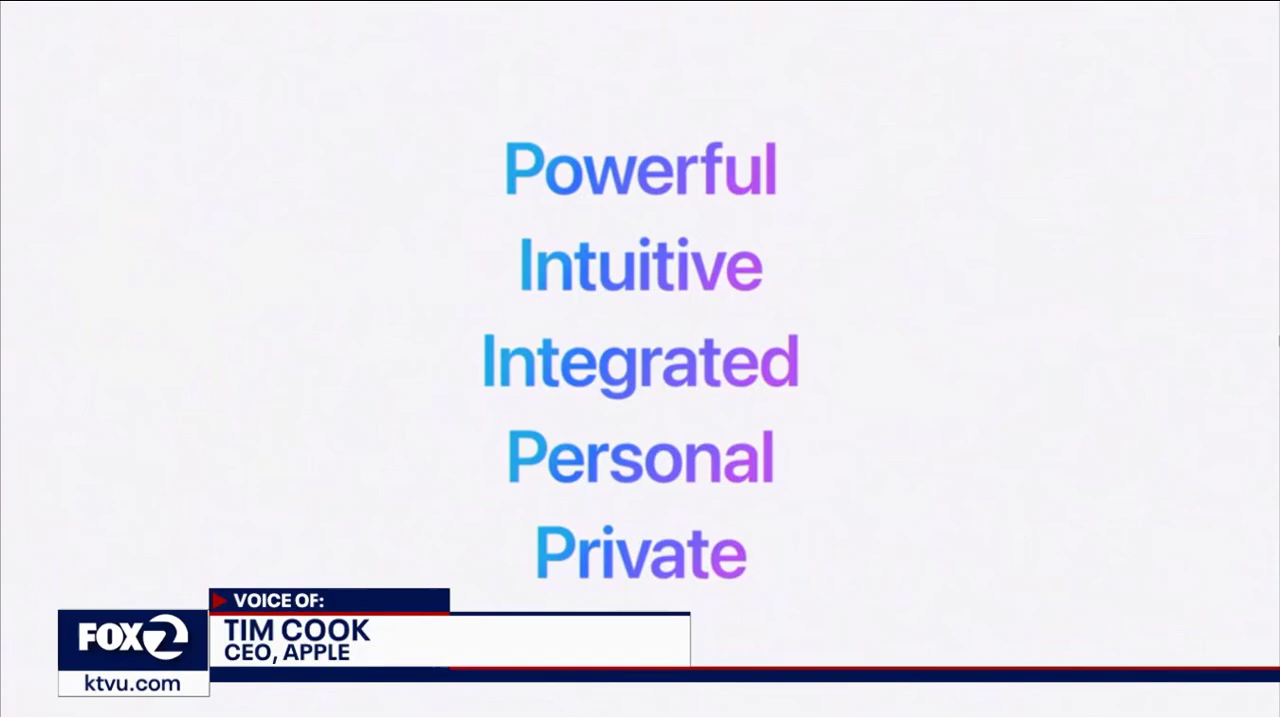 Powerful
Intuitive
Integrated
Personal
Private
VOICE OF:
TIM COOK
CEO, APPLE
FOX 2
ktvu.com